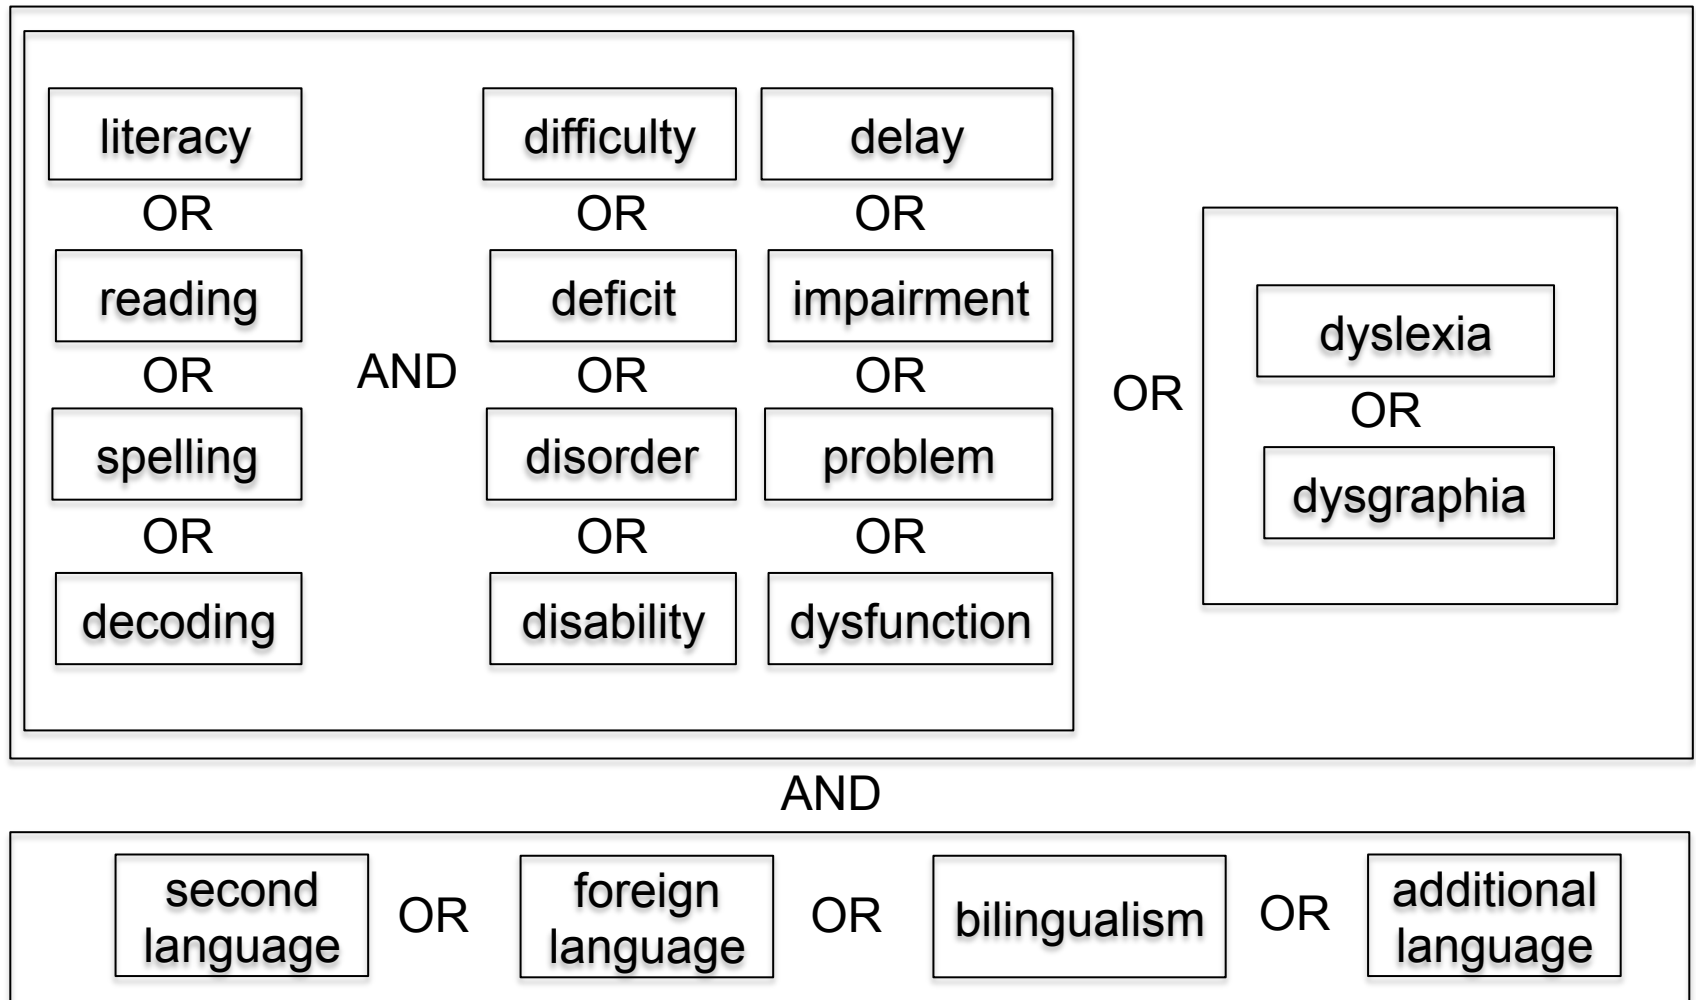 literacy difficulty delay
OR OR OR
reading deficit impairment
dyslexia
AND OR OR OR OR
OR
spelling disorder problem
dysgraphia
OR OR OR
decoding disability dysfunction
AND
second language OR foreign language OR bilingualism OR additional language